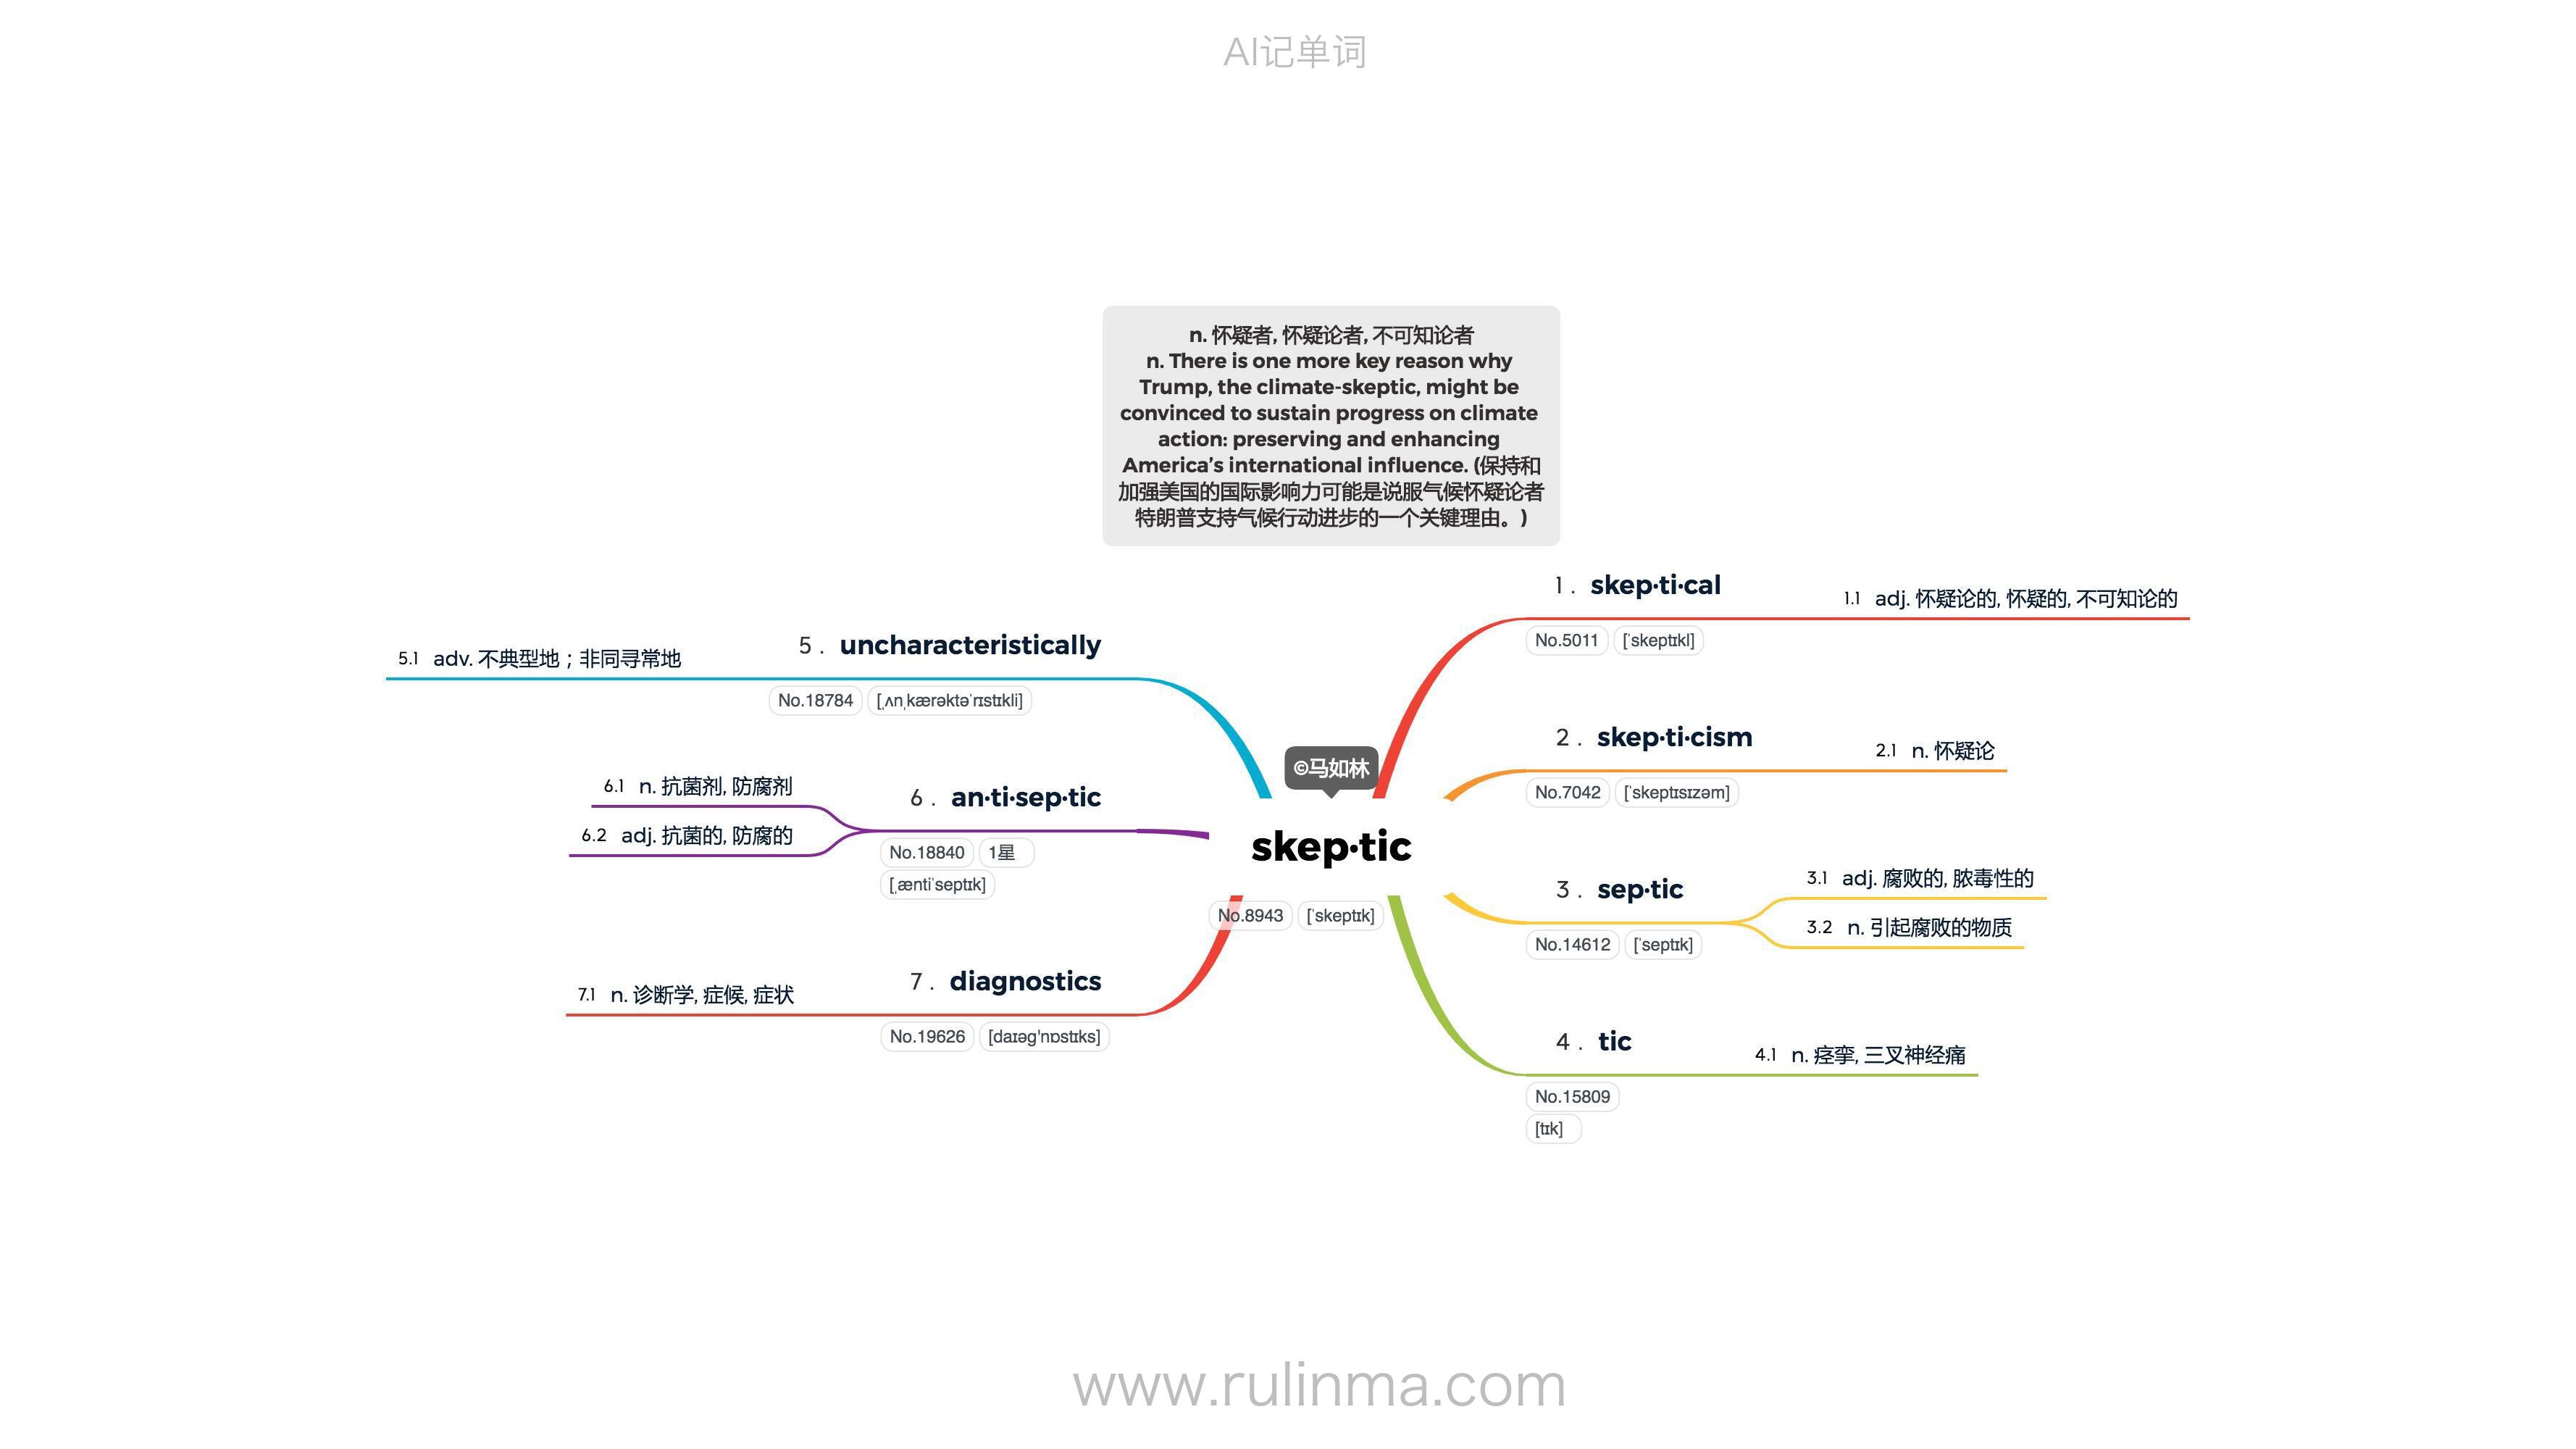 AI记单词
n. 怀疑者, 怀疑论者, 不可知论者
n. There is one more key reason why
Trump, the climate-skeptic, might be
convinced to sustain progress on climate
action: preserving and enhancing
America’s international influence. (保持和
加强美国的国际影响力可能是说服气候怀疑论者
特朗普支持气候行动进步的一个关键理由。)
©马如林
skep·tic
No.8943 [ˈskeptɪk]
1 . skep·ti·cal
1.1 adj. 怀疑论的, 怀疑的, 不可知论的
No.5011 [ˈskeptɪkl]
2 . skep·ti·cism
2.1 n. 怀疑论
No.7042 [ˈskeptɪsɪzəm]
3 . sep·tic
3.1 adj. 腐败的, 脓毒性的
3.2 n. 引起腐败的物质
No.14612 [ˈseptɪk]
4 . tic
4.1 n. 痉挛, 三叉神经痛
No.15809
[tɪk]
5 . uncharacteristically
5.1 adv. 不典型地；非同寻常地
No.18784 [ˌʌnˌkærəktəˈrɪstɪkli]
6 . an·ti·sep·tic
6.1 n. 抗菌剂, 防腐剂
6.2 adj. 抗菌的, 防腐的
No.18840 1星
[ˌæntiˈseptɪk]
7 . diagnostics
7.1 n. 诊断学, 症候, 症状
No.19626 [daɪəg'nɒstɪks]
www.rulinma.com